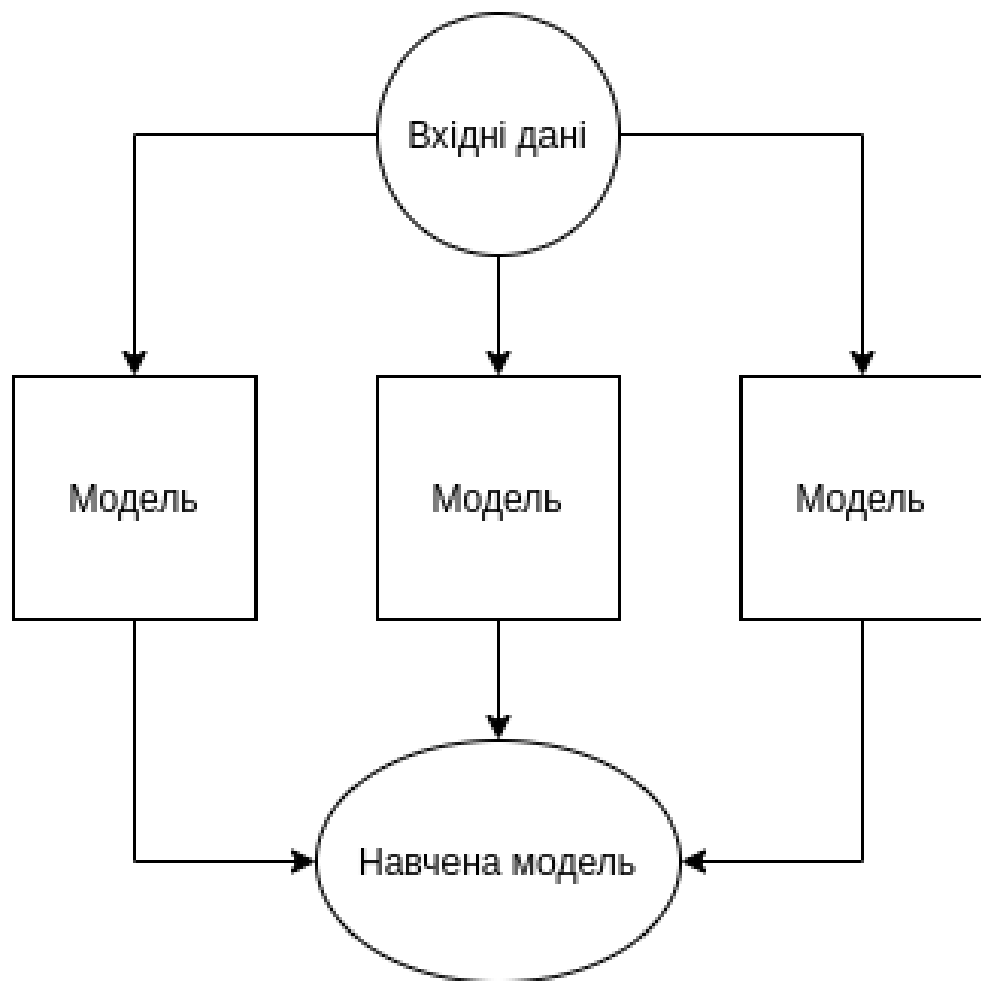 Вхідні дані
Модель
Модель
Модель
Навчена модель